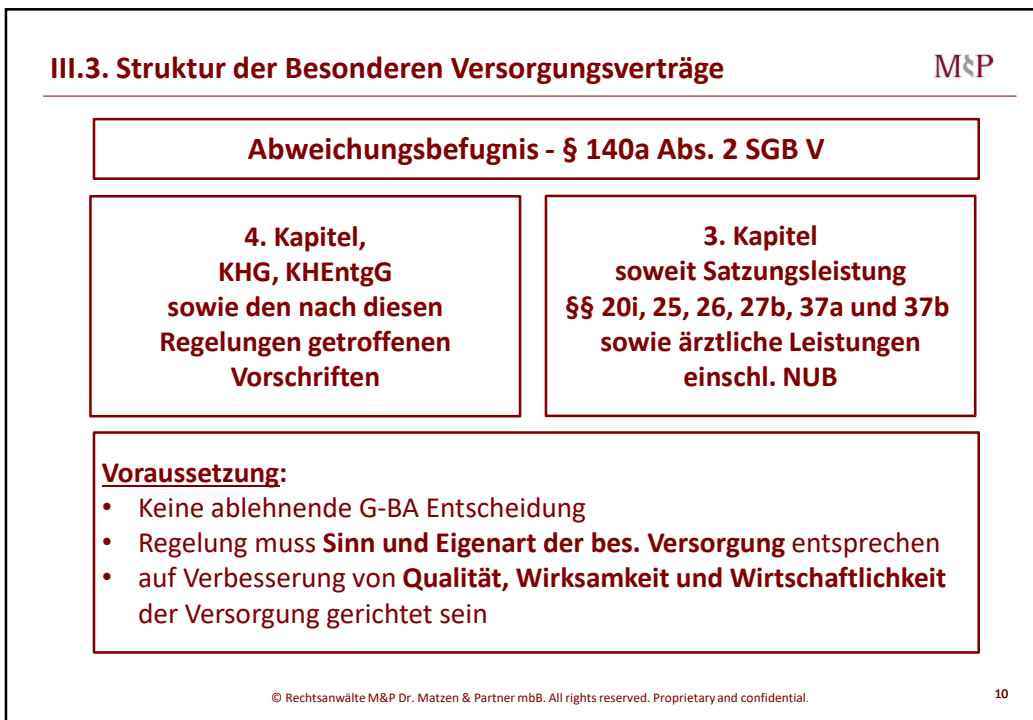 III.3. Struktur der Besonderen Versorgungsverträge
M&P
Abweichungsbefugnis - § 140a Abs. 2 SGB V
4. Kapitel,
KHG, KHEntgG
sowie den nach diesen
Regelungen getroffenen
Vorschriften
3. Kapitel
soweit Satzungsleistung
§§ 20i, 25, 26, 27b, 37a und 37b
sowie ärztliche Leistungen
einschl. NUB
Voraussetzung:
• Keine ablehnende G-BA Entscheidung
• Regelung muss Sinn und Eigenart der bes. Versorgung entsprechen
• auf Verbesserung von Qualität, Wirksamkeit und Wirtschaftlichkeit
der Versorgung gerichtet sein
© Rechtsanwälte M&P Dr. Matzen & Partner mbB. All rights reserved. Proprietary and confidential.
10